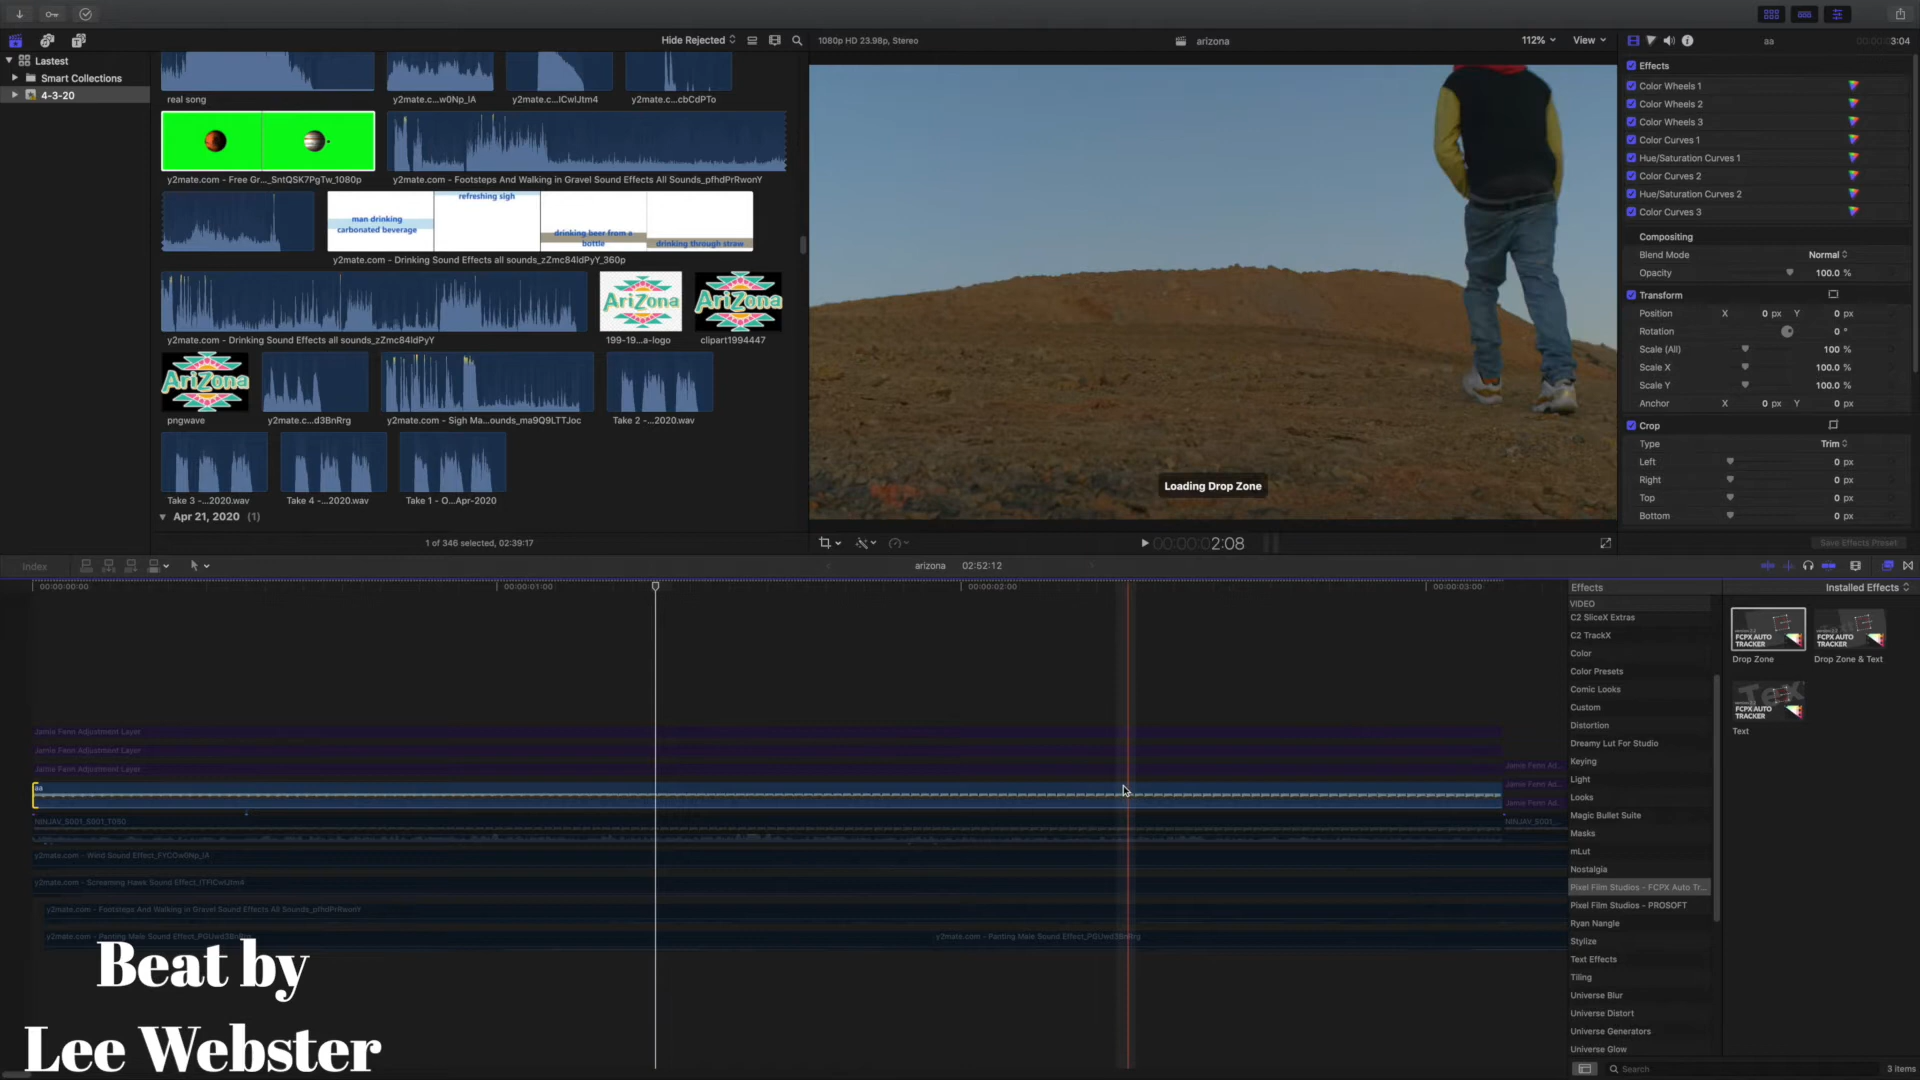 Hide Rejected
1080p HD 23.98p, Stereo
arizona
112%
View
aa
3:04
Lastest
Smart Collections
4-3-20
real song
y2mate.c...w0Np_IA
y2mate.c...ICwIJtm4
y2mate.c...cbCdPTo
y2mate.com - Free Gr..._SntQSK7PgTw_1080p
y2mate.com - Footsteps And Walking in Gravel Sound Effects All Sounds_pfhdPrRwonY
man drinking
carbonated beverage
refreshing sigh
drinking beer from a
bottle
drinking through straw
y2mate.com - Drinking Sound Effects all sounds_zZmc84ldPyY_360p
AriZona
AriZona
y2mate.com - Drinking Sound Effects all sounds_zZmc84ldPyY
199-19...a-logo
clipart1994447
AriZona
pngwave
y2mate.c...d3BnRrg
y2mate.com - Sigh Ma...ounds_ma9Q9LTTJoc
Take 2 -...2020.wav
Take 3 -...2020.wav
Take 4 -...2020.wav
Take 1 - O...Apr-2020
Apr 21, 2020 (1)
1 of 346 selected, 02:39:17
Loading Drop Zone
00:00:00:02:08
Effects
Color Wheels 1
Color Wheels 2
Color Wheels 3
Color Curves 1
Hue/Saturation Curves 1
Color Curves 2
Hue/Saturation Curves 2
Color Curves 3
Compositing
Blend Mode Normal
Opacity 100.0 %
Transform
Position X 0 px Y 0 px
Rotation 0 °
Scale (All) 100 %
Scale X 100.0 %
Scale Y 100.0 %
Anchor X 0 px Y 0 px
Crop
Type Trim
Left 0 px
Right 0 px
Top 0 px
Bottom 0 px
Save Effects Preset
Index
arizona 02:52:12
00:00:00:00
00:00:01:00
00:00:02:00
00:00:03:00
Jamie Fenn Adjustment Layer
Jamie Fenn Adjustment Layer
Jamie Fenn Adjustment Layer
Jamie Fenn Ad...
Jamie Fenn Ad...
Jamie Fenn Ad...
aa
NINJAV_S001_S001_T050
NINJAV_S001_...
y2mate.com - Wind Sound Effect_FYC0w0Np_IA
y2mate.com - Screaming Hawk Sound Effect_ITFICwIJtm4
y2mate.com - Footsteps And Walking in Gravel Sound Effects All Sounds_pfhdPrRwonY
y2mate.com - Panting Male Sound Effect_PGUwd3BnRrg
y2mate.com - Panting Male Sound Effect_PGUwd3BnRrg
Beat by
Lee Webster
Effects
Installed Effects
VIDEO
C2 SliceX Extras
C2 TrackX
Color
Color Presets
Comic Looks
Custom
Distortion
Dreamy Lut For Studio
Keying
Light
Looks
Magic Bullet Suite
Masks
mLut
Nostalgia
Pixel Film Studios - FCPX Auto Tr...
Pixel Film Studios - PROSOFT
Ryan Nangle
Stylize
Text Effects
Tiling
Universe Blur
Universe Distort
Universe Generators
Universe Glow
FCPX AUTO
TRACKER
Drop Zone
FCPX AUTO
TRACKER
Drop Zone & Text
Tex
FCPX AUTO
TRACKER
Text
Search
3 items